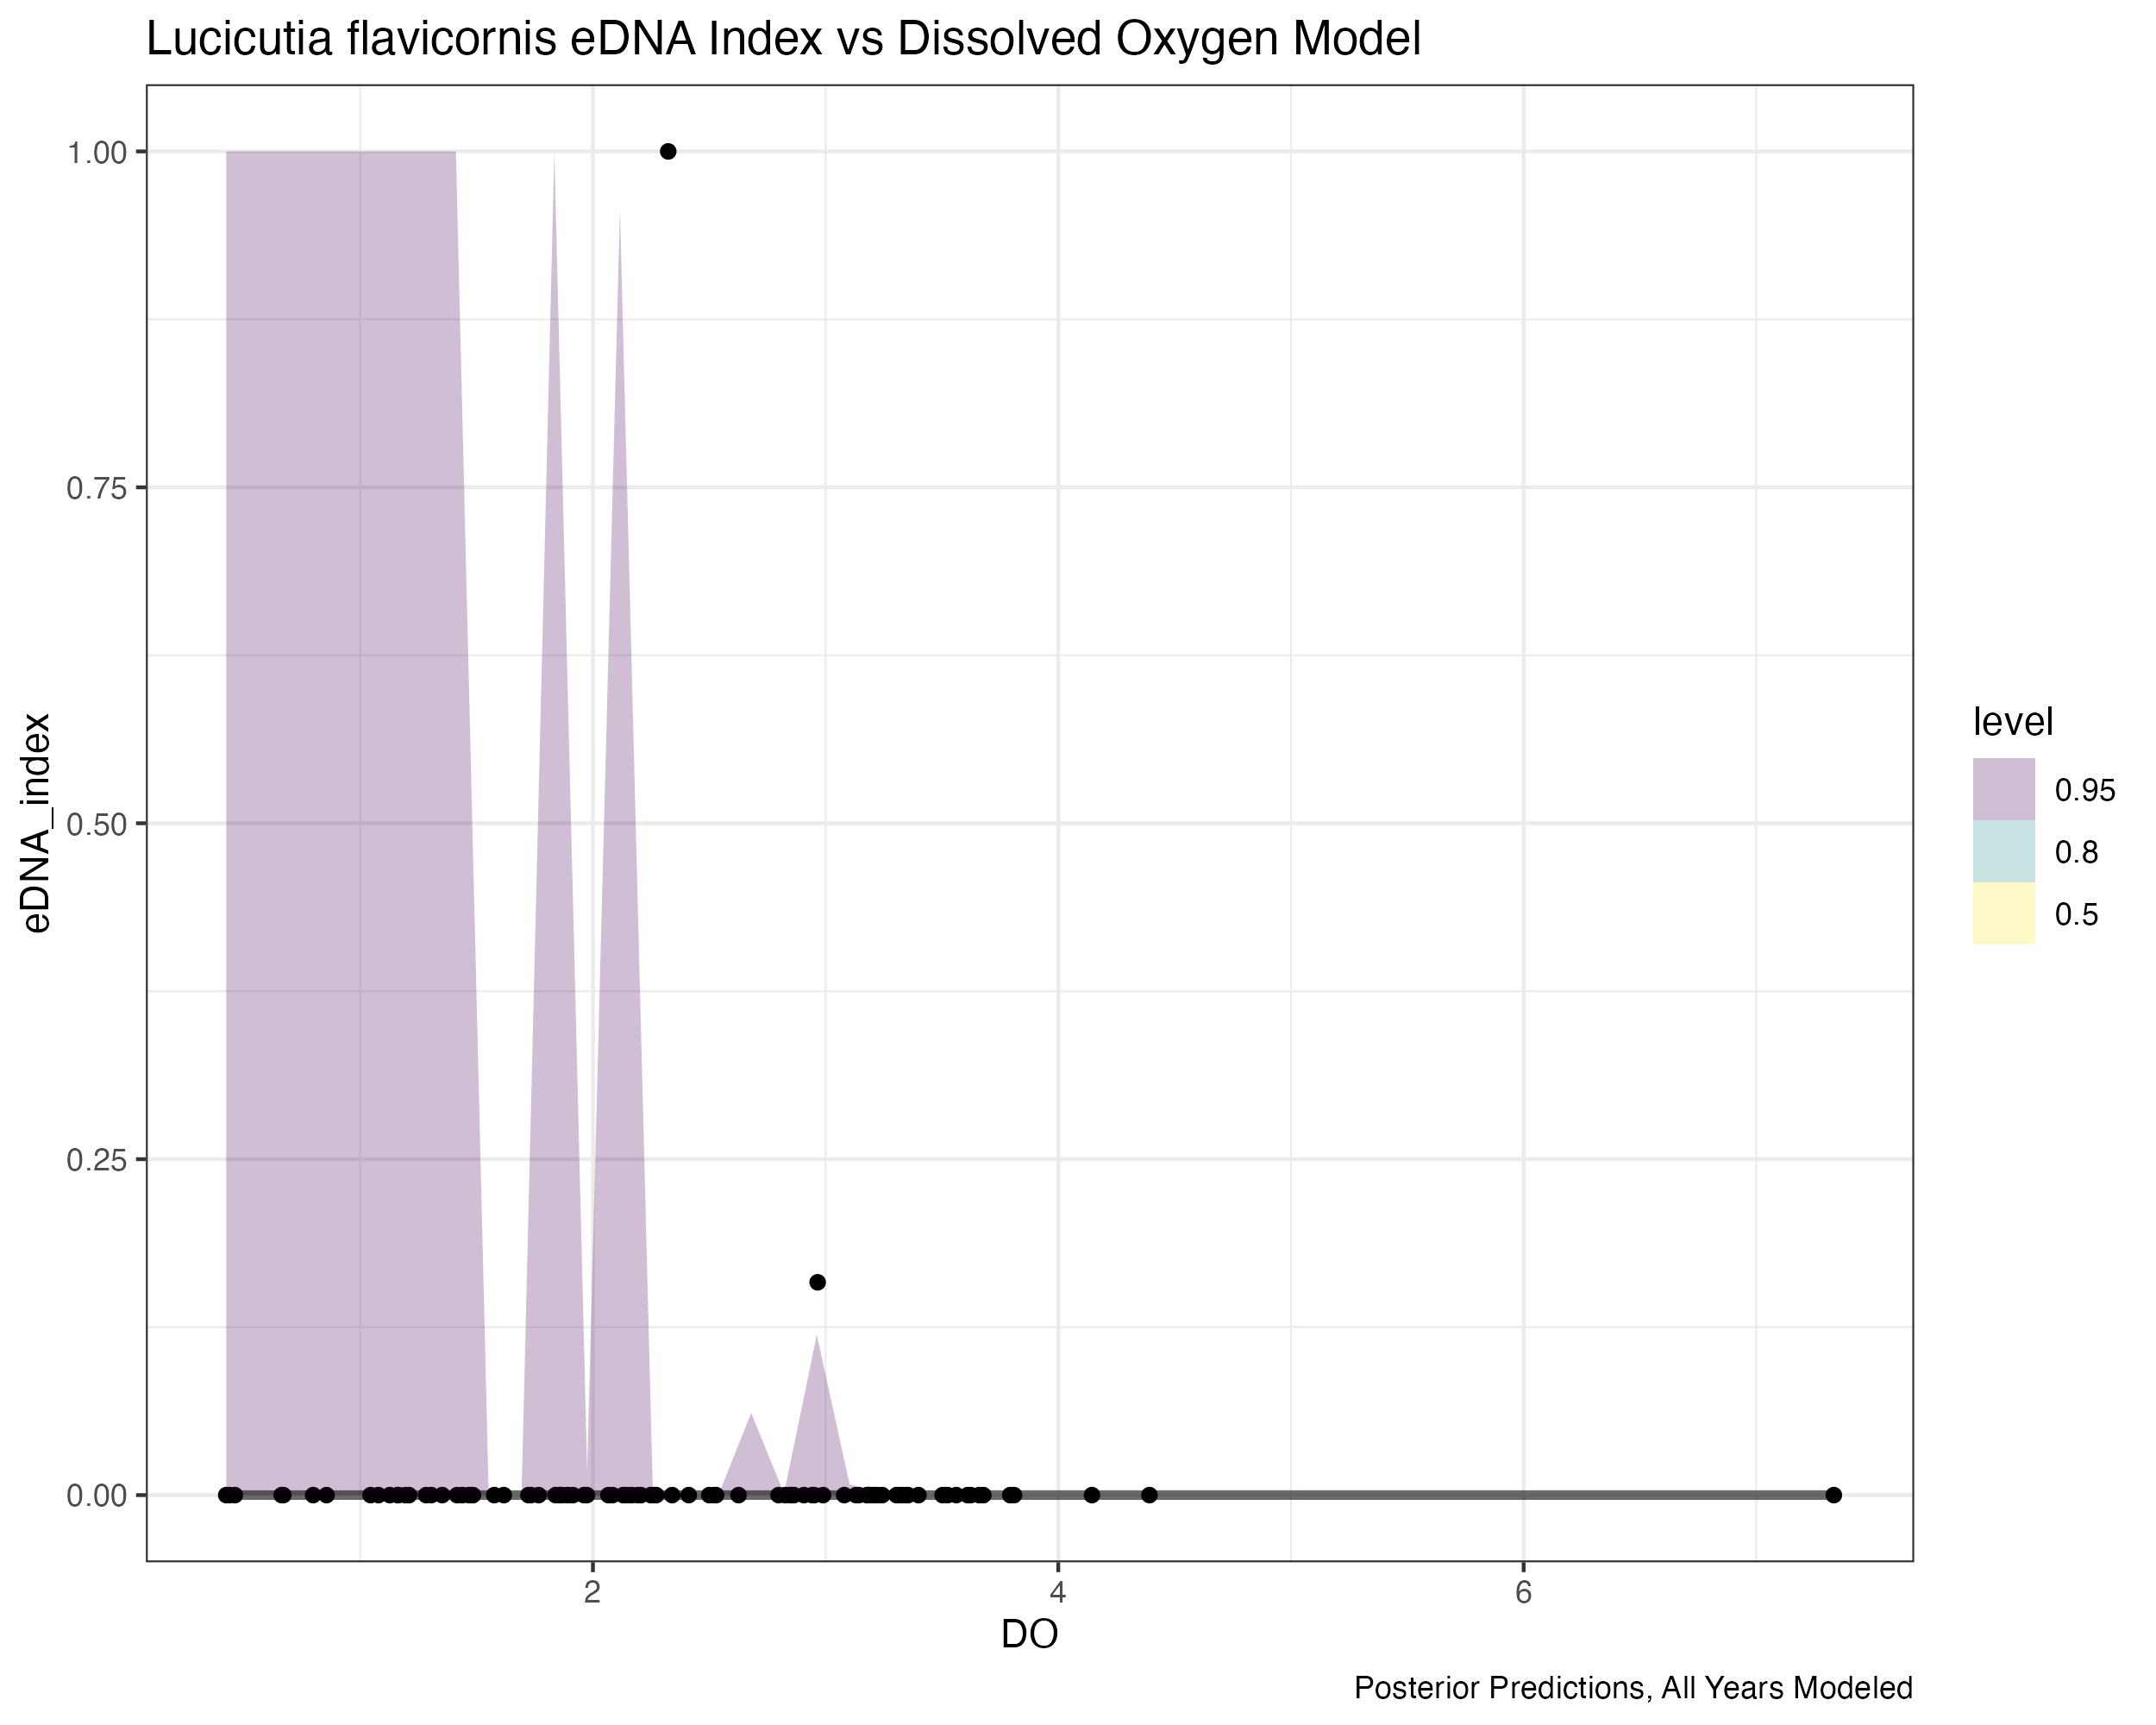 Lucicutia flavicornis eDNA Index vs Dissolved Oxygen Model
1.00
0.75
0.50
0.25
0.00
eDNA_index
2
4
6
DO
level
0.95
0.8
0.5
Posterior Predictions, All Years Modeled